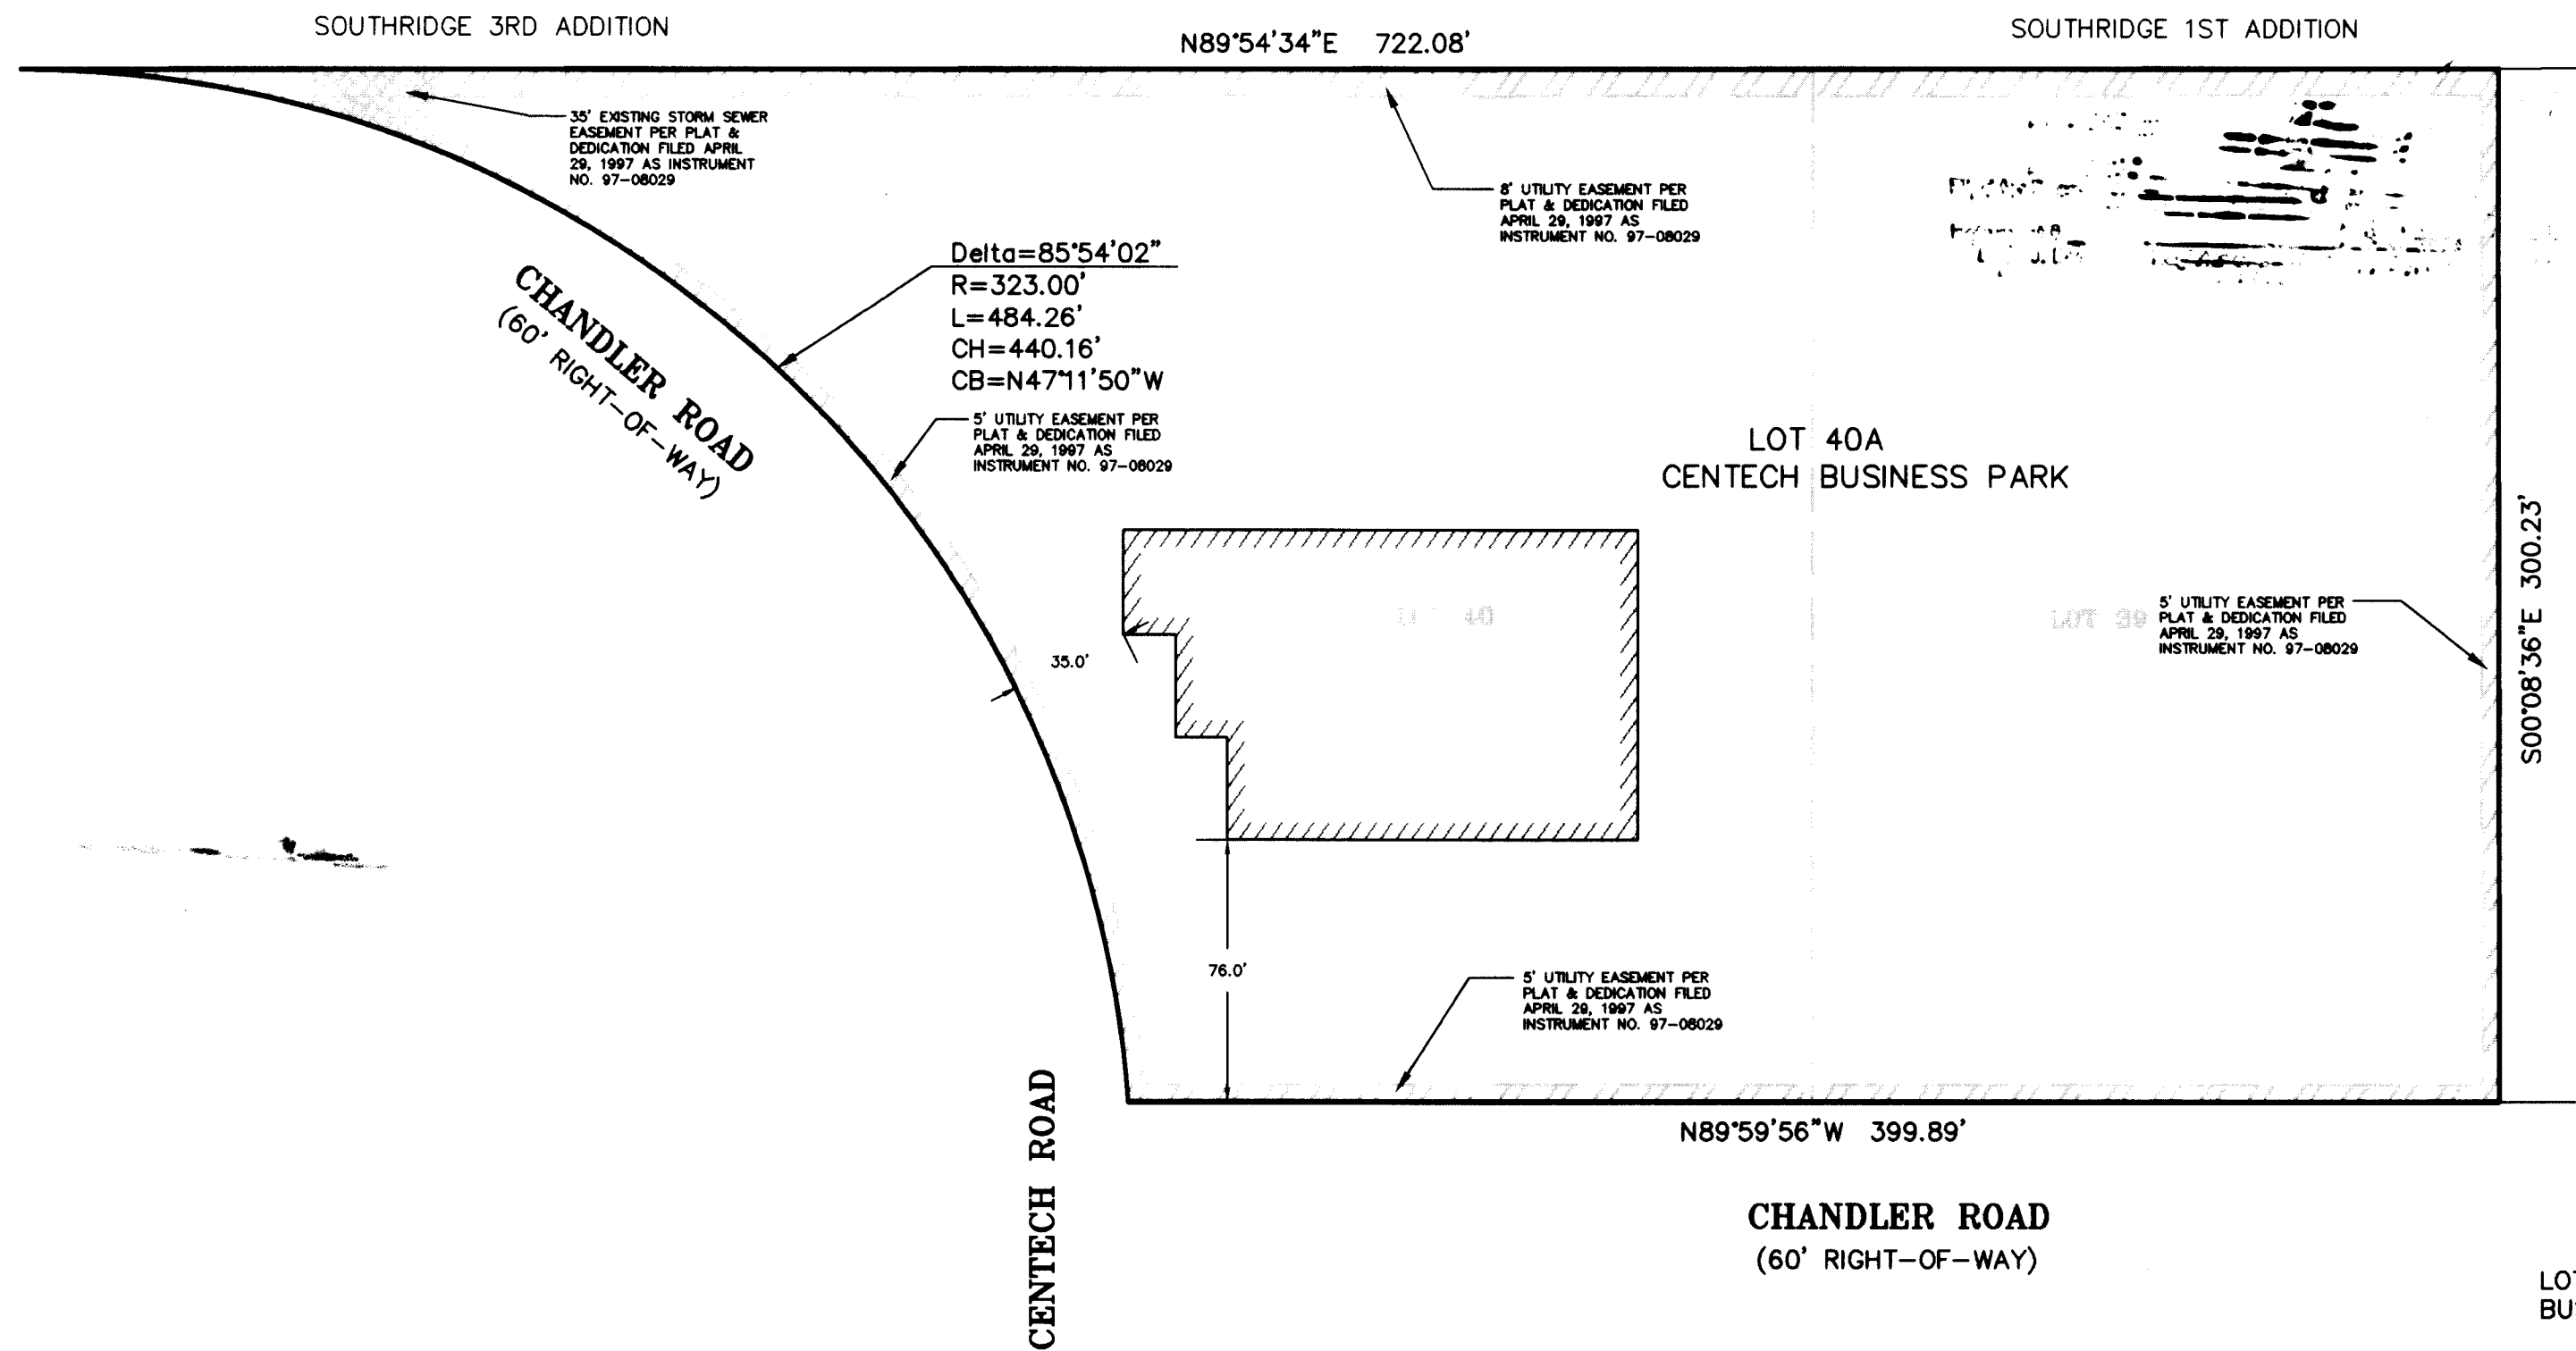 SOUTHRIDGE 3RD ADDITION
N89°54'34"E 722.08'
SOUTHRIDGE 1ST ADDITION
35' EXISTING STORM SEWER
EASEMENT PER PLAT &
DEDICATION FILED APRIL
29, 1997 AS INSTRUMENT
NO. 97-08029
8' UTILITY EASEMENT PER
PLAT & DEDICATION FILED
APRIL 29, 1997 AS
INSTRUMENT NO. 97-08029
Delta=85°54'02"
R=323.00'
L=484.26'
CH=440.16'
CB=N47°11'50"W
CHANDLER ROAD
(60' RIGHT-OF-WAY)
5' UTILITY EASEMENT PER
PLAT & DEDICATION FILED
APRIL 29, 1997 AS
INSTRUMENT NO. 97-08029
LOT 40A
CENTECH BUSINESS PARK
S00°08'36"E 300.23'
40
LOT 39
5' UTILITY EASEMENT PER
PLAT & DEDICATION FILED
APRIL 29, 1997 AS
INSTRUMENT NO. 97-08029
35.0'
76.0'
5' UTILITY EASEMENT PER
PLAT & DEDICATION FILED
APRIL 29, 1997 AS
INSTRUMENT NO. 97-08029
N89°59'56"W 399.89'
CENTECH ROAD
CHANDLER ROAD
(60' RIGHT-OF-WAY)
LOT
BU